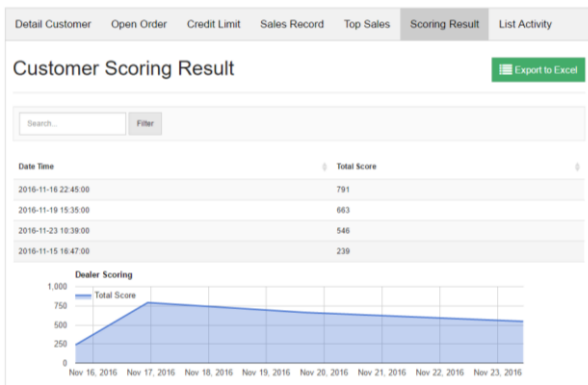 Detail Customer Open Order Credit Limit Sales Record Top Sales Scoring Result List Activity
Customer Scoring Result
Export to Excel
Search... Filter
Date Time Total Score
2016-11-16 22:45:00 791
2016-11-19 15:35:00 663
2016-11-23 10:39:00 546
2016-11-15 16:47:00 239
Dealer Scoring
Total Score
1,000
750
500
250
0
Nov 16, 2016 Nov 17, 2016 Nov 18, 2016 Nov 19, 2016 Nov 20, 2016 Nov 21, 2016 Nov 22, 2016 Nov 23, 2016